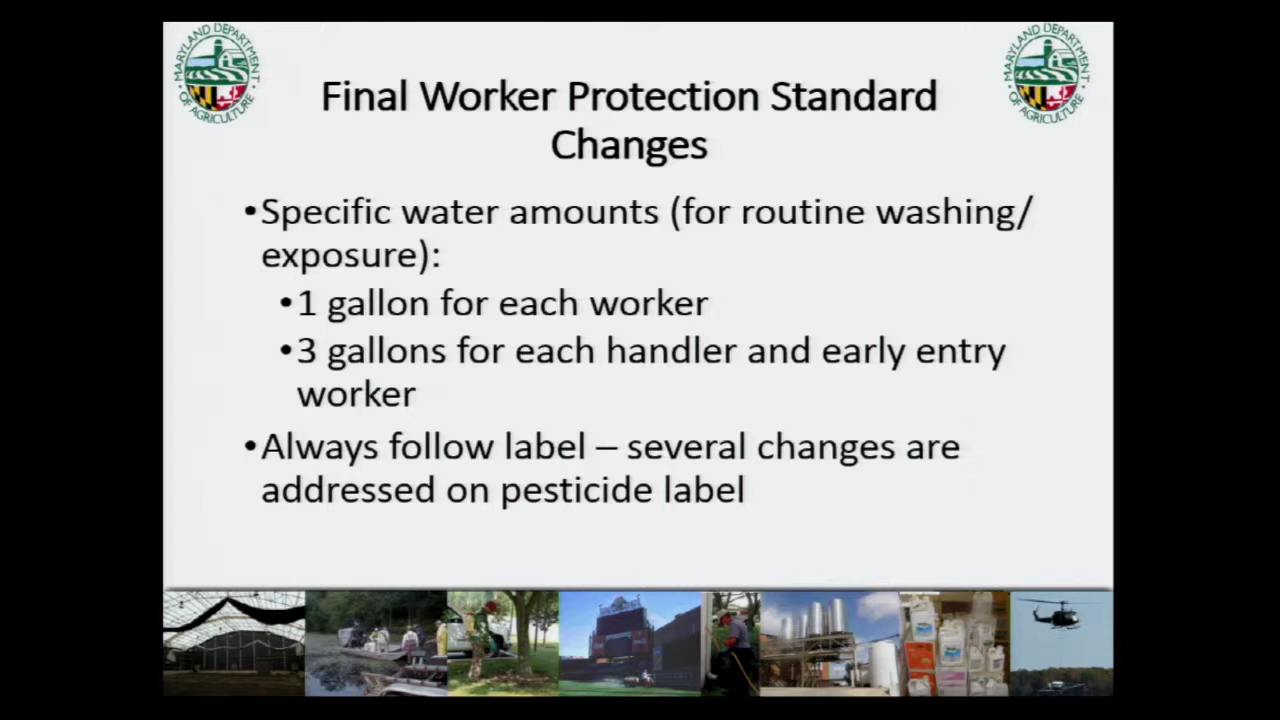 MARYLAND DEPARTMENT OF AGRICULTURE
MARYLAND DEPARTMENT OF AGRICULTURE
Final Worker Protection Standard
Changes
•Specific water amounts (for routine washing/
exposure):
•1 gallon for each worker
•3 gallons for each handler and early entry
worker
•Always follow label – several changes are
addressed on pesticide label